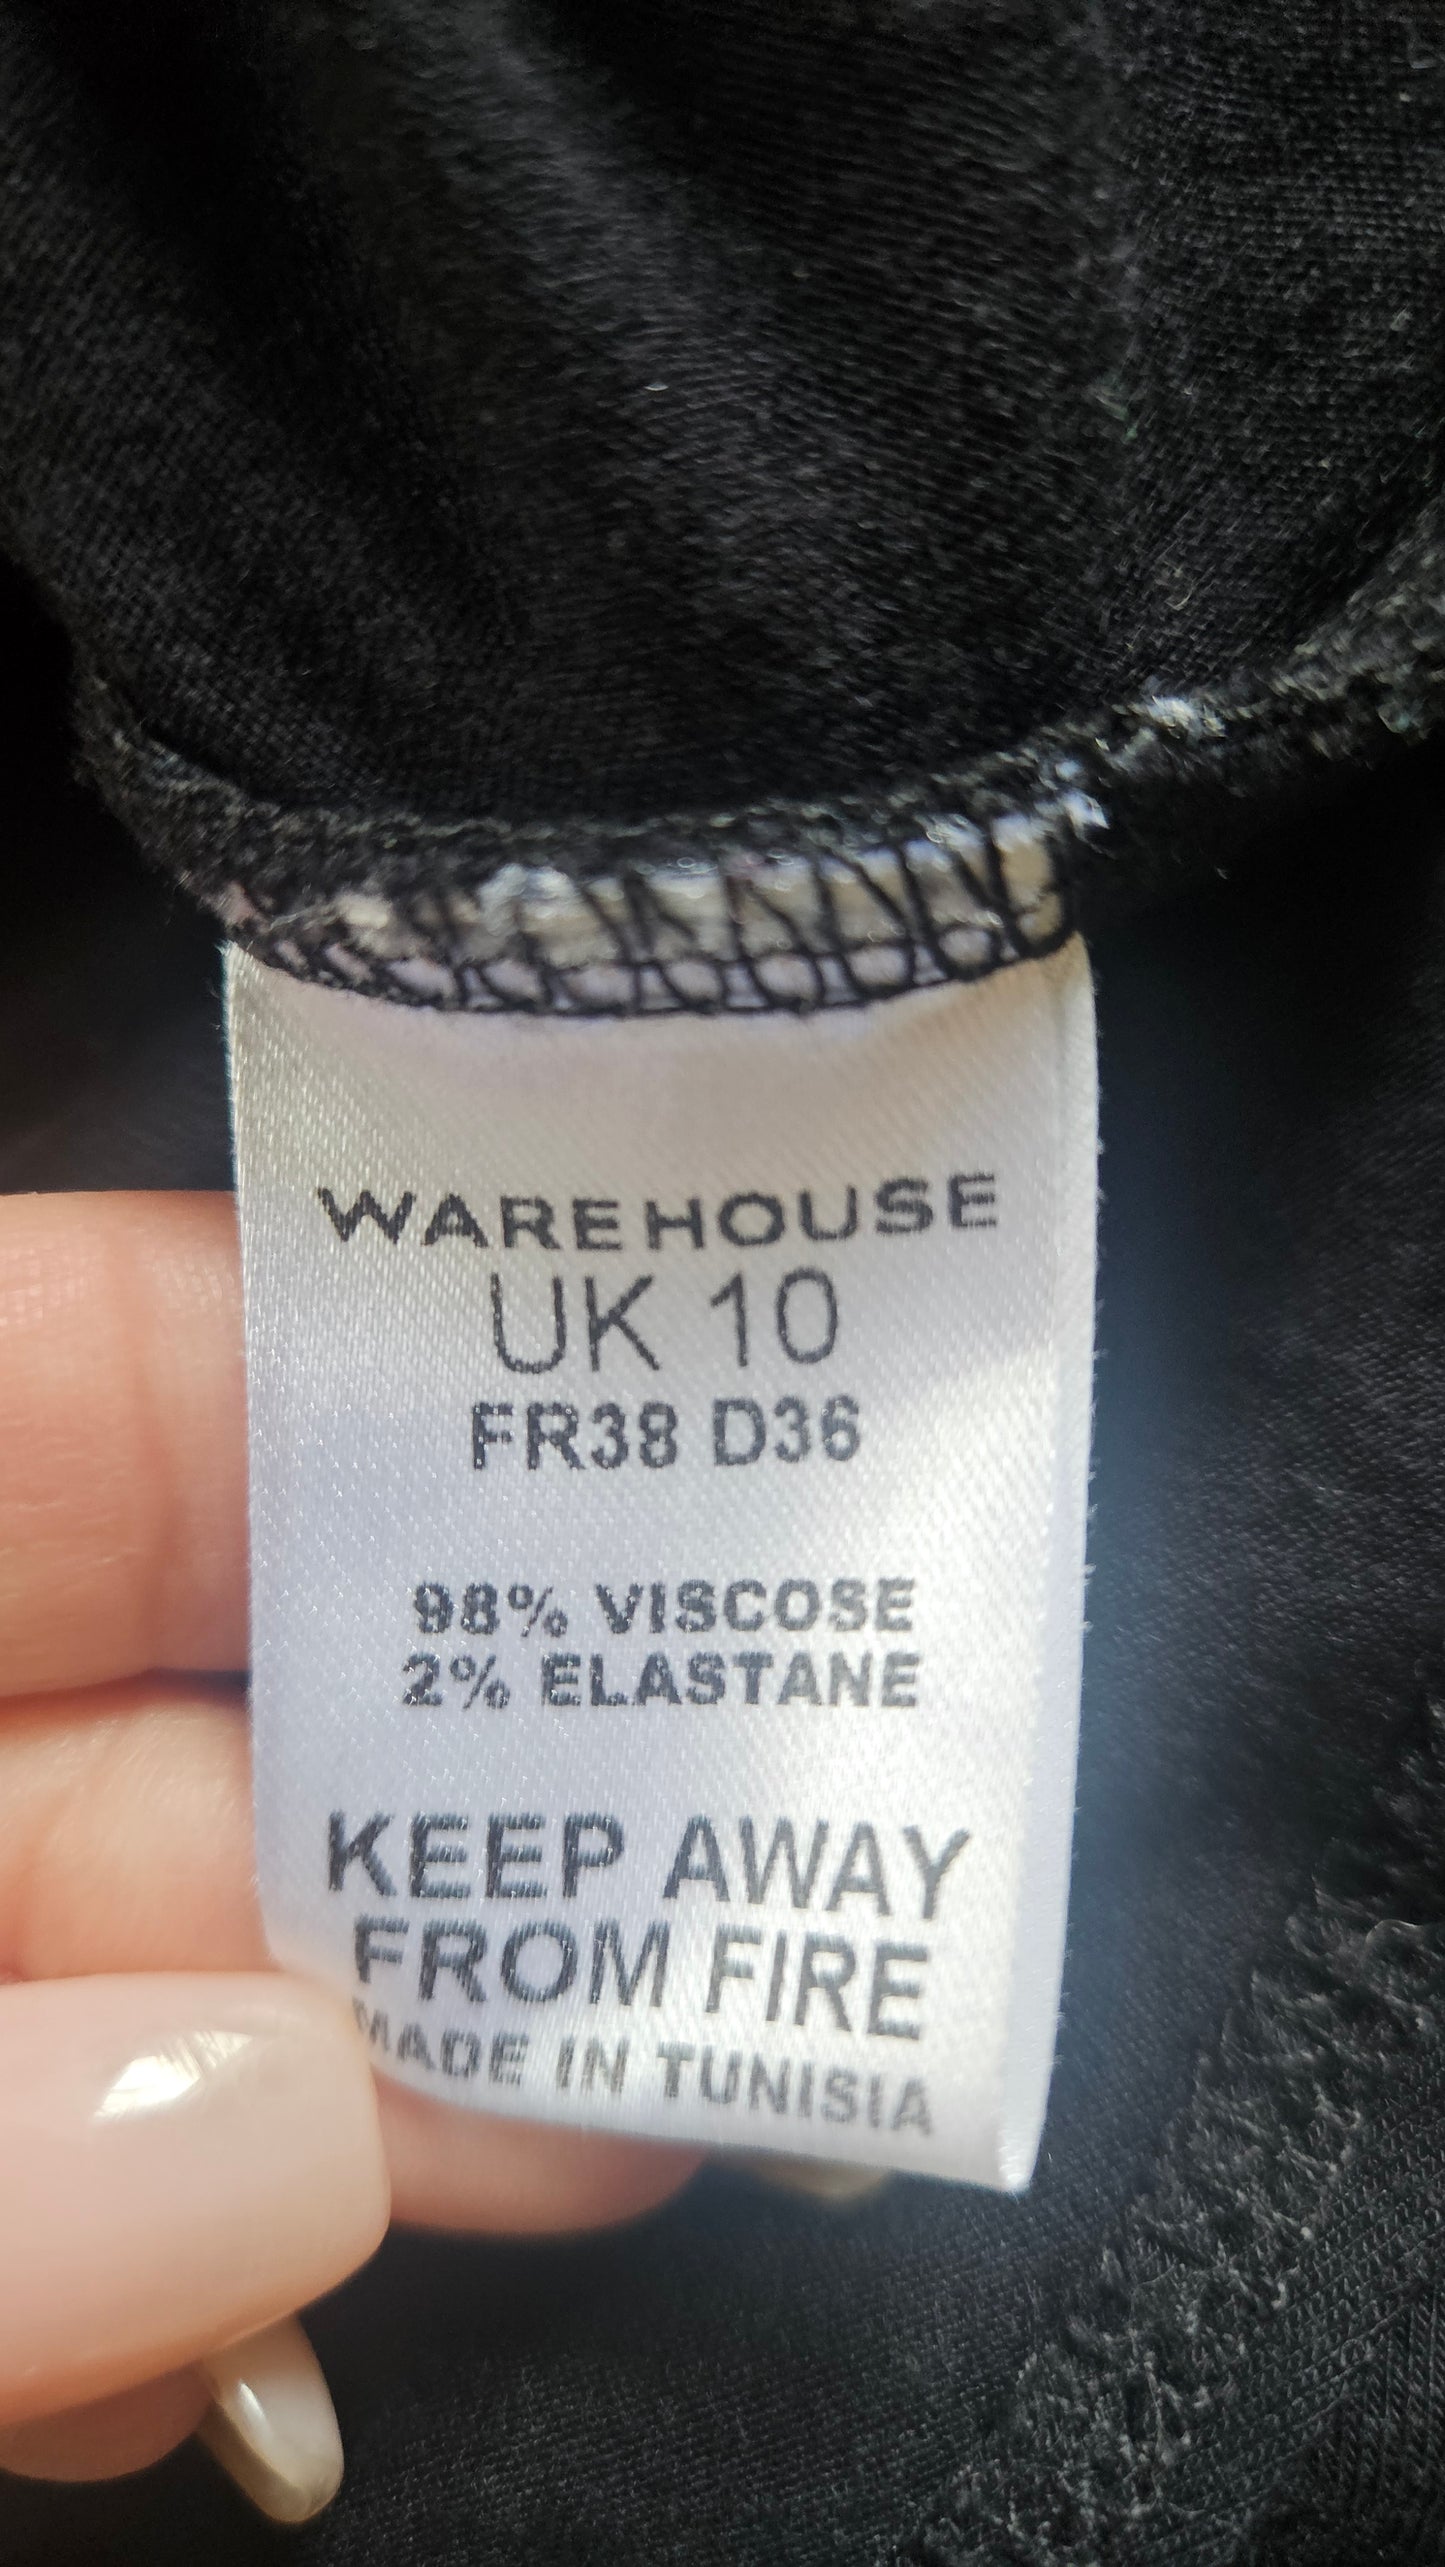 WAREHOUSE
UK 10
FR38 D36
98% VISCOSE
2% ELASTANE
KEEP AWAY
FROM FIRE
MADE IN TUNISIA